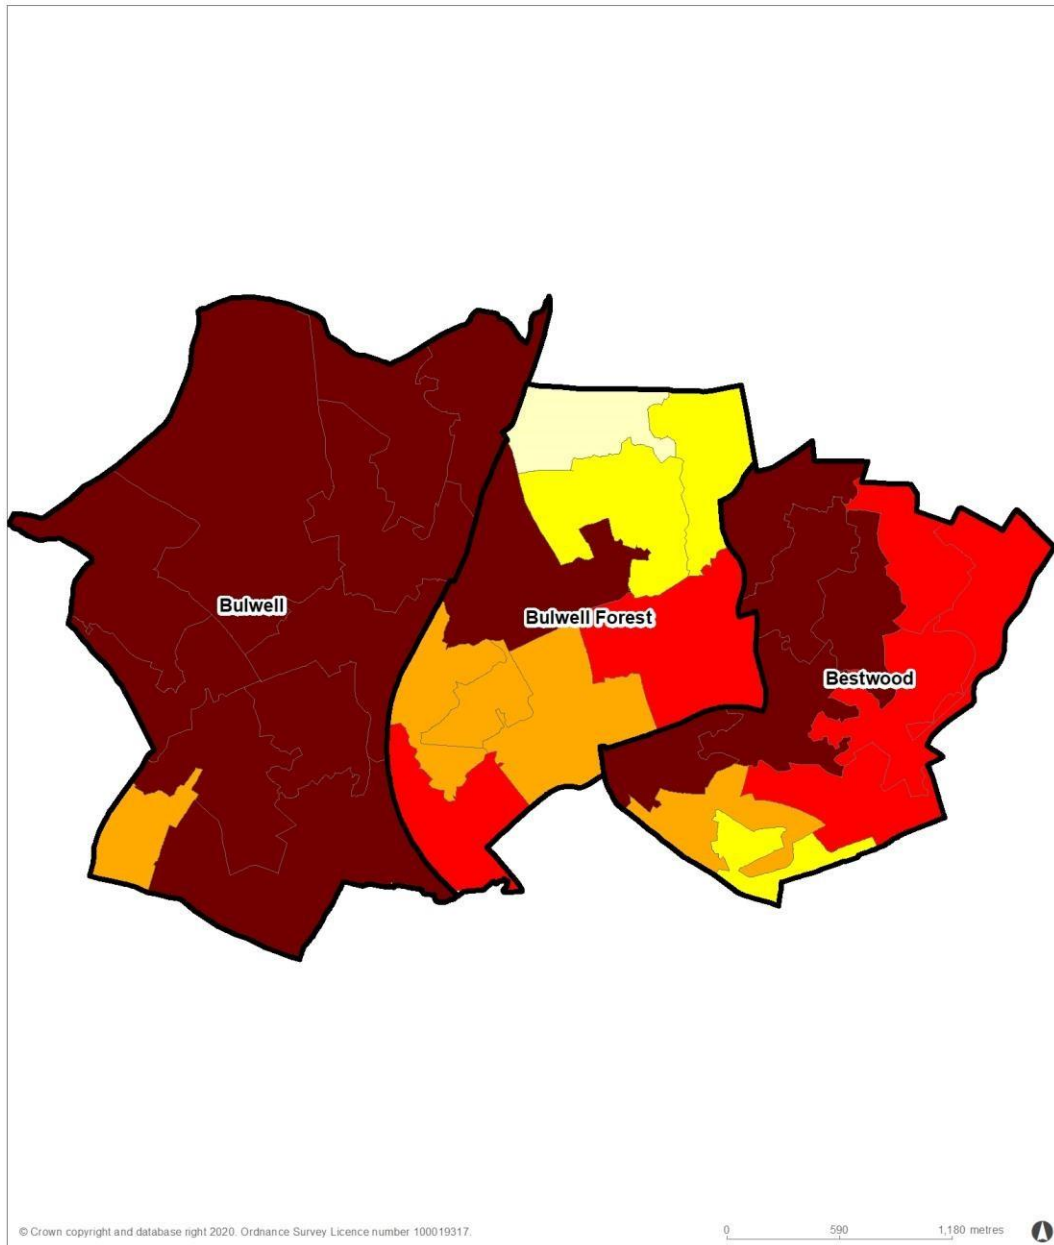 Bulwell
Bulwell Forest
Bestwood
© Crown copyright and database right 2020. Ordnance Survey Licence number 100019317.
0 590 1,180 metres